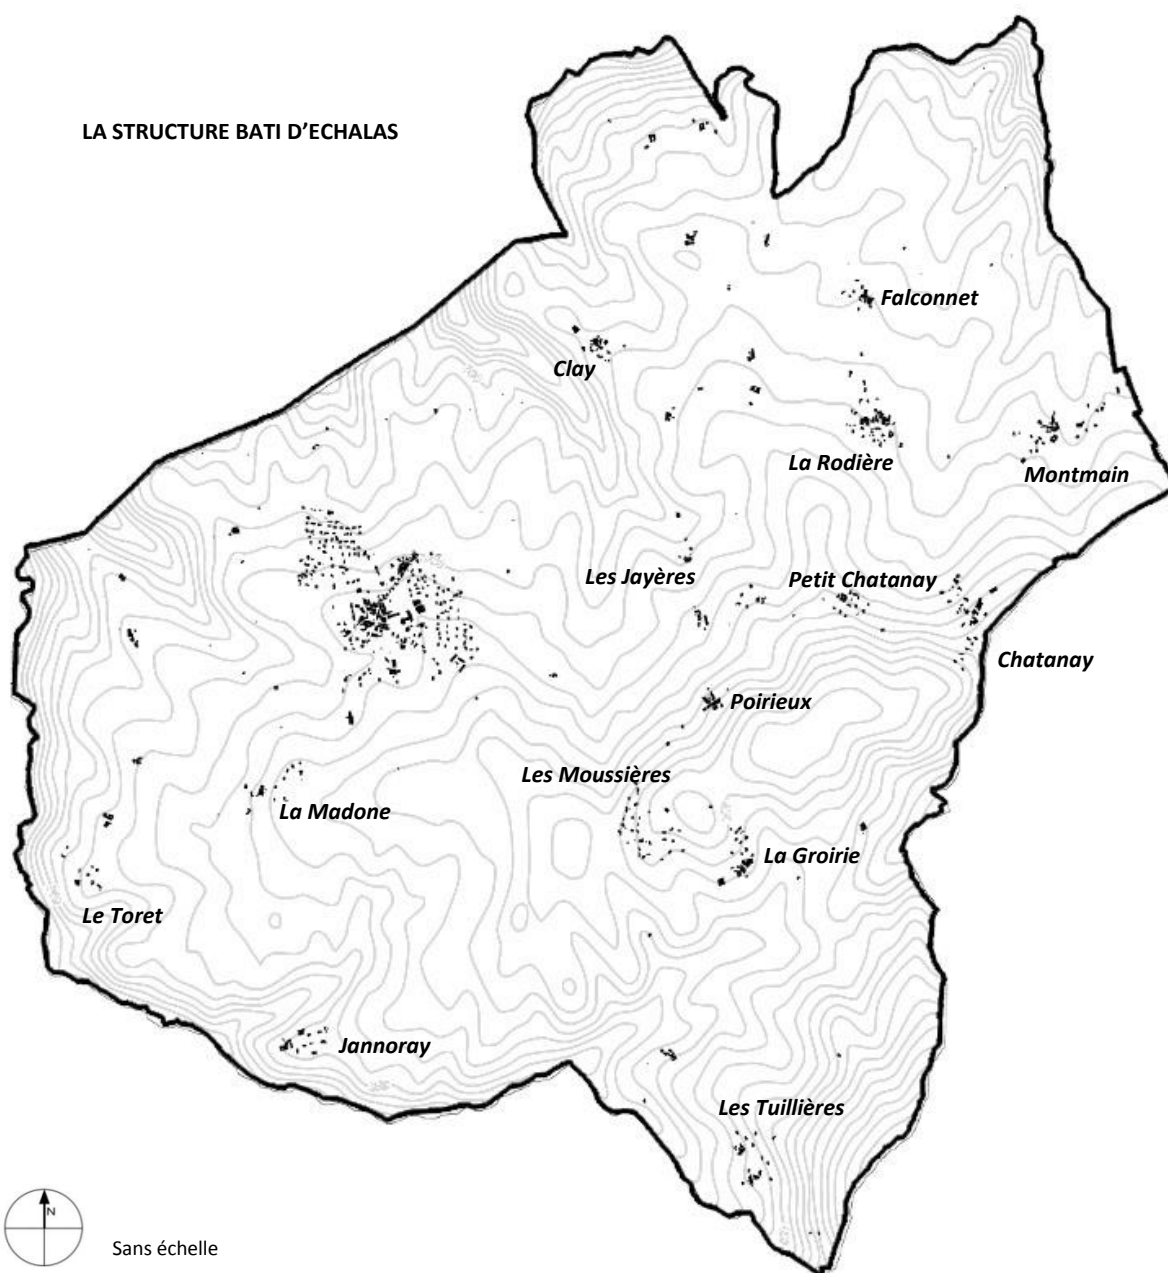 LA STRUCTURE BATI D'ECHALAS
Falconnet
Clay
La Rodière
Montmain
Les Jayères
Petit Chatanay
Chatanay
Poirieux
Les Moussières
La Madone
La Groirie
Le Toret
Jannoray
Les Tuillières
N
Sans échelle